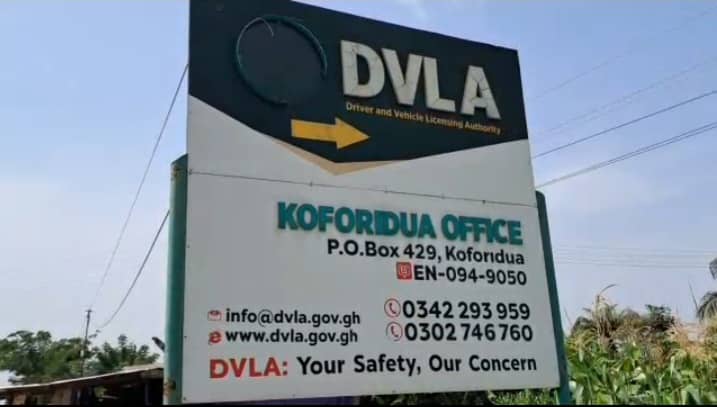 DVLA
Driver and Vehicle Licensing Authority
KOFORIDUA OFFICE
P.O.Box 429, Koforidua
EN-094-9050
info@dvla.gov.gh
0342 293 959
www.dvla.gov.gh
0302 746 760
DVLA: Your Safety, Our Concern